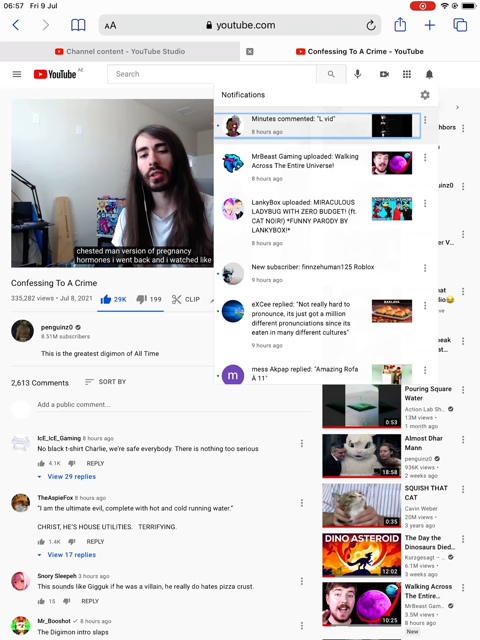 06:57 Fri 9 Jul
AA
youtube.com
Channel content - YouTube Studio
Confessing To A Crime - YouTube
YouTube AE
Search
Notifications
Minutes commented: "L vid"
8 hours ago
MrBeast Gaming uploaded: Walking
Across The Entire Universe!
8 hours ago
LankyBox uploaded: MIRACULOUS
LADYBUG WITH ZERO BUDGET! (ft.
CAT NOIR!) *FUNNY PARODY BY
LANKYBOX!*
8 hours ago
New subscriber: finnzehuman125 Roblox
9 hours ago
eXCee replied: "Not really hard to
pronounce, its just got a million
different pronounciations since its
eaten in many different cultures"
9 hours ago
m
mess Akpap replied: "Amazing Rofa
À 11"
chested man version of pregnancy
hormones i went back and i watched like
Confessing To A Crime
335,282 views • Jul 8, 2021
29K
199
CLIP
penguinz0
8.51M subscribers
This is the greatest digimon of All Time
2,613 Comments
SORT BY
Add a public comment...
IcE_IcE_Gaming 8 hours ago
No black t-shirt Charlie, we're safe everybody. There is nothing too serious
4.1K
REPLY
View 29 replies
TheAspieFox 8 hours ago
"I am the ultimate evil, complete with hot and cold running water."
CHRIST, HE'S HOUSE UTILITIES. TERRIFYING.
1.4K
REPLY
View 17 replies
Snory Sleepeh 3 hours ago
This sounds like Gigguk if he was a villain, he really do hates pizza crust.
15
REPLY
Mr_Booshot 8 hours ago
The Digimon intro slaps
Pouring Square
Water
Action Lab Sh...
13M views •
1 month ago
0:53
Almost Dhar
Mann
penguinz0
936K views •
2 weeks ago
18:58
SQUISH THAT
CAT
Cavin Weber
20M views •
3 years ago
0:35
DINO ASTEROID
The Day the
Dinosaurs Died...
Kurzgesagt – ...
6.1M views •
3 weeks ago
12:02
Walking Across
The Entire...
MrBeast Gam...
3.5M views •
8 hours ago
New
10:25